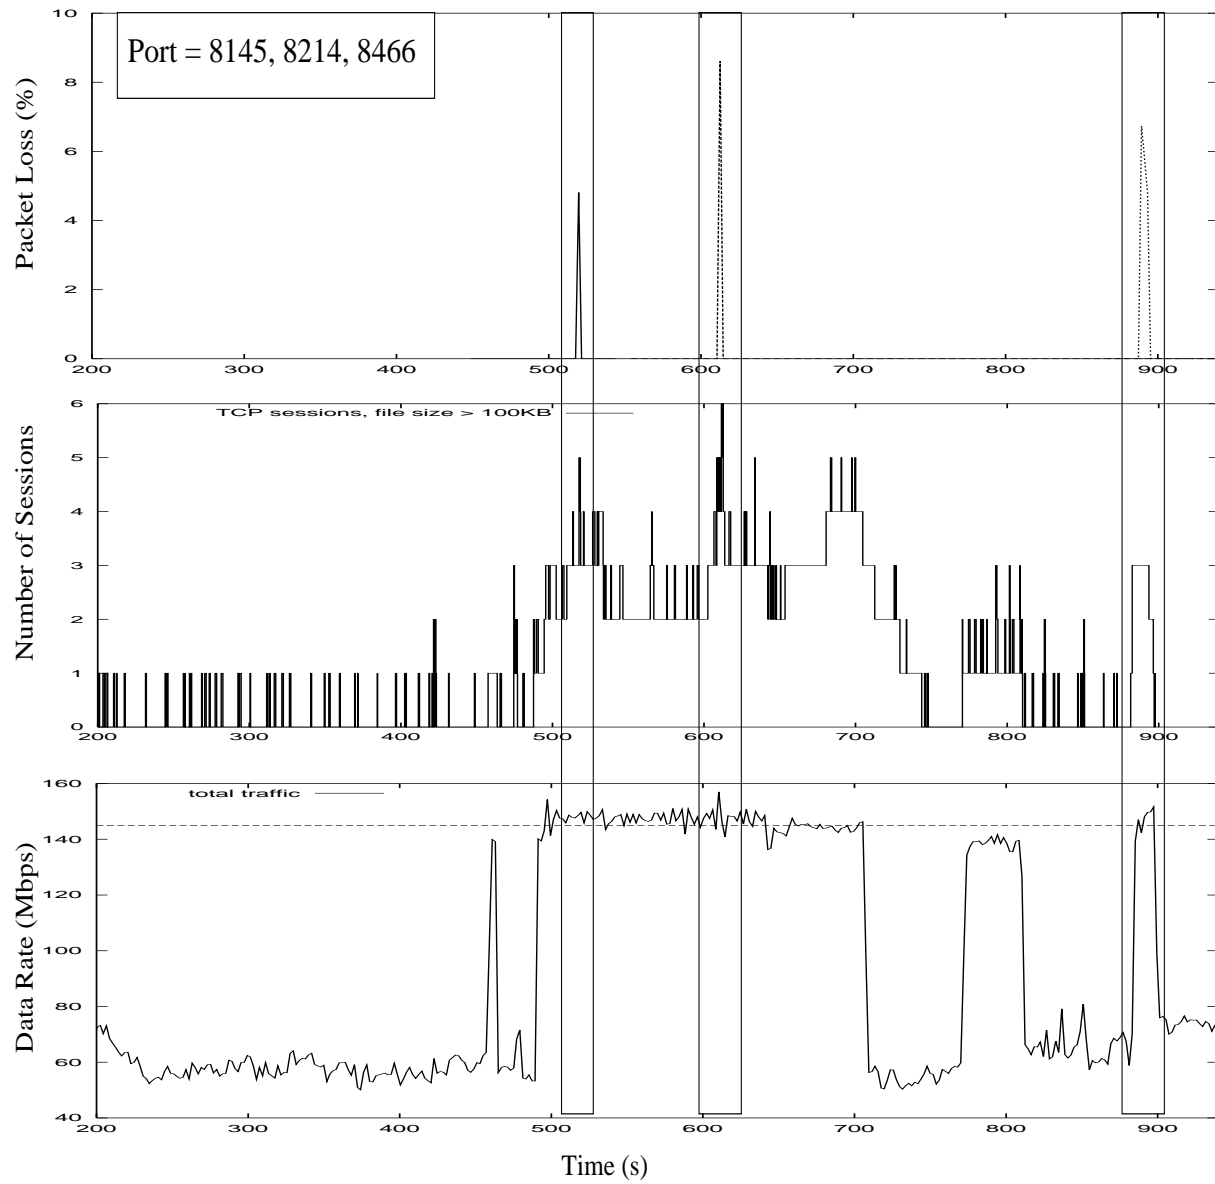 Port = 8145, 8214, 8466
Packet Loss (%)
10
8
6
4
2
0
200 300 400 500 600 700 800 900
TCP sessions, file size > 100KB
Number of Sessions
6
5
4
3
2
1
0
200 300 400 500 600 700 800 900
total traffic
Data Rate (Mbps)
160
140
120
100
80
60
40
200 300 400 500 600 700 800 900
Time (s)